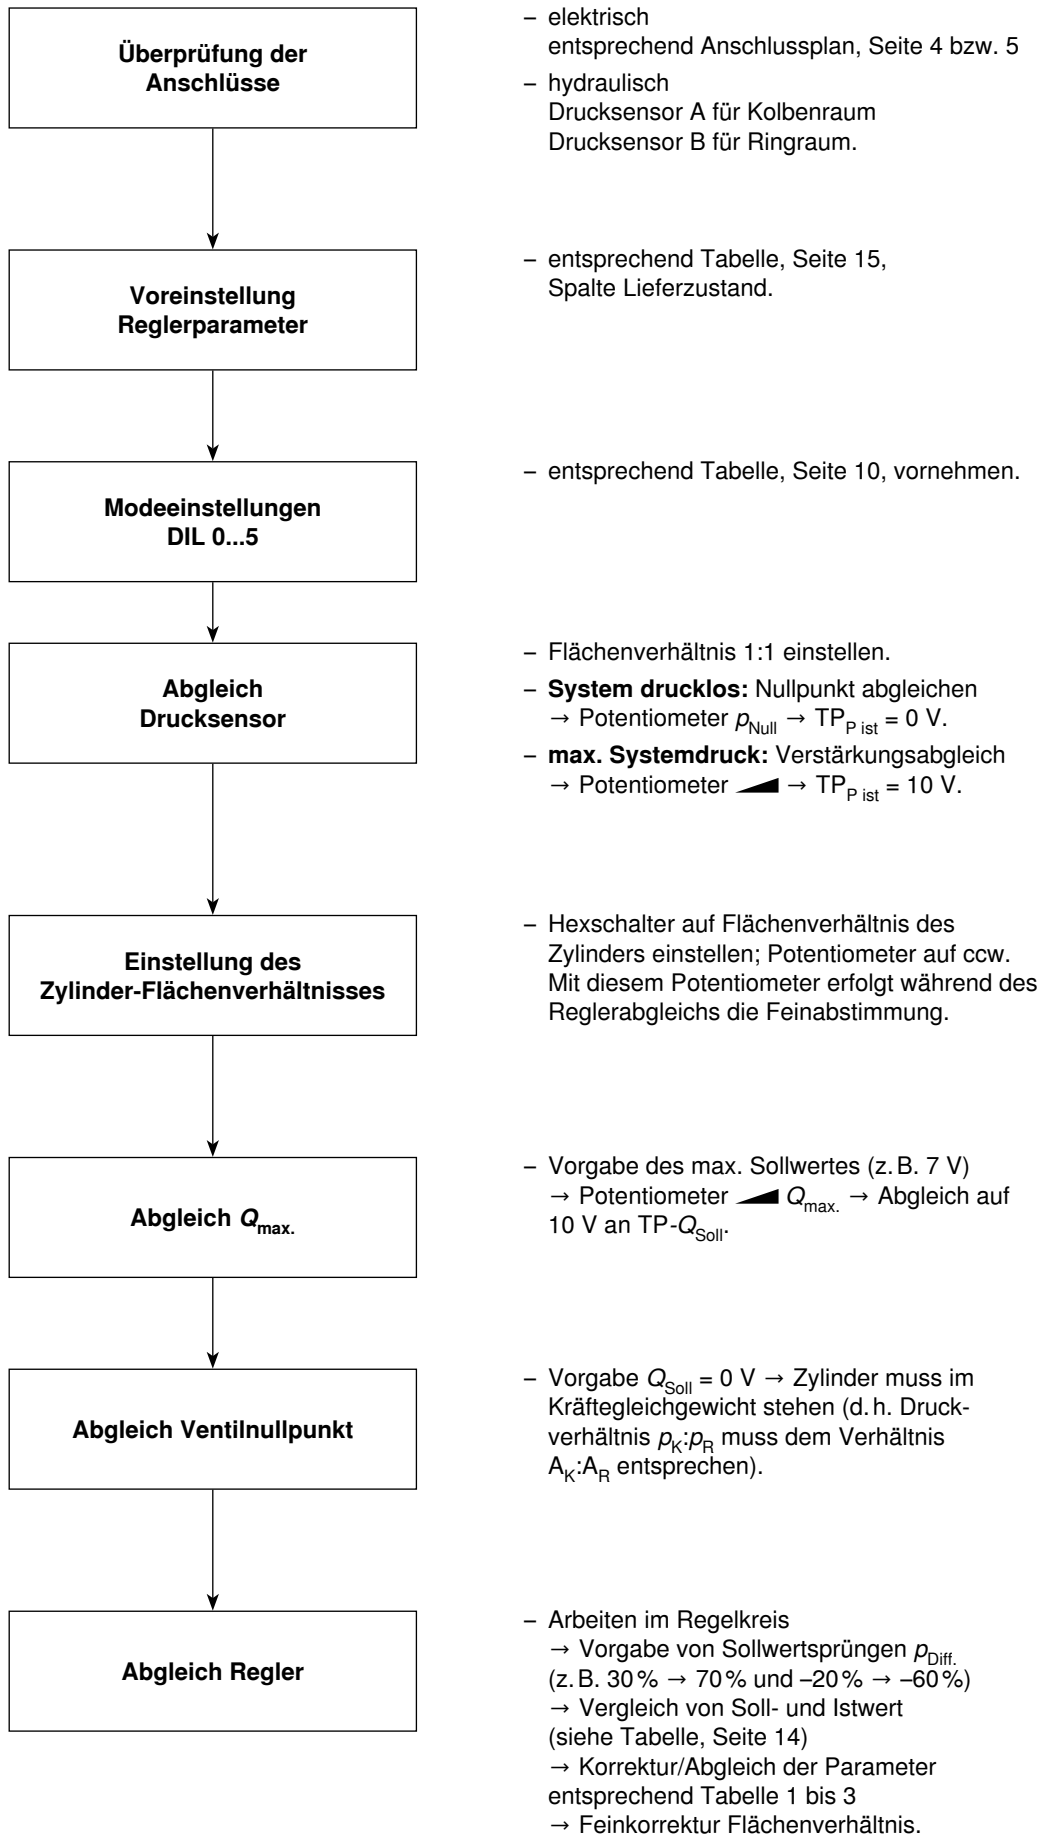 Überprüfung der
Anschlüsse
– elektrisch
entsprechend Anschlussplan, Seite 4 bzw. 5
– hydraulisch
Drucksensor A für Kolbenraum
Drucksensor B für Ringraum.
Voreinstellung
Reglerparameter
– entsprechend Tabelle, Seite 15,
Spalte Lieferzustand.
Modeeinstellungen
DIL 0...5
– entsprechend Tabelle, Seite 10, vornehmen.
Abgleich
Drucksensor
– Flächenverhältnis 1:1 einstellen.
– System drucklos: Nullpunkt abgleichen
→ Potentiometer pNull → TPP ist = 0 V.
– max. Systemdruck: Verstärkungsabgleich
→ Potentiometer → TPP ist = 10 V.
Einstellung des
Zylinder-Flächenverhältnisses
– Hexschalter auf Flächenverhältnis des
Zylinders einstellen; Potentiometer auf ccw.
Mit diesem Potentiometer erfolgt während des
Reglerabgleichs die Feinabstimmung.
Abgleich Qmax.
– Vorgabe des max. Sollwertes (z. B. 7 V)
→ Potentiometer Qmax. → Abgleich auf
10 V an TP-QSoll.
Abgleich Ventilnullpunkt
– Vorgabe QSoll = 0 V → Zylinder muss im
Kräftegleichgewicht stehen (d. h. Druck-
verhältnis pK:pR muss dem Verhältnis
AK:AR entsprechen).
Abgleich Regler
– Arbeiten im Regelkreis
→ Vorgabe von Sollwertsprüngen pDiff.
(z. B. 30 % → 70 % und –20 % → –60 %)
→ Vergleich von Soll- und Istwert
(siehe Tabelle, Seite 14)
→ Korrektur/Abgleich der Parameter
entsprechend Tabelle 1 bis 3
→ Feinkorrektur Flächenverhältnis.